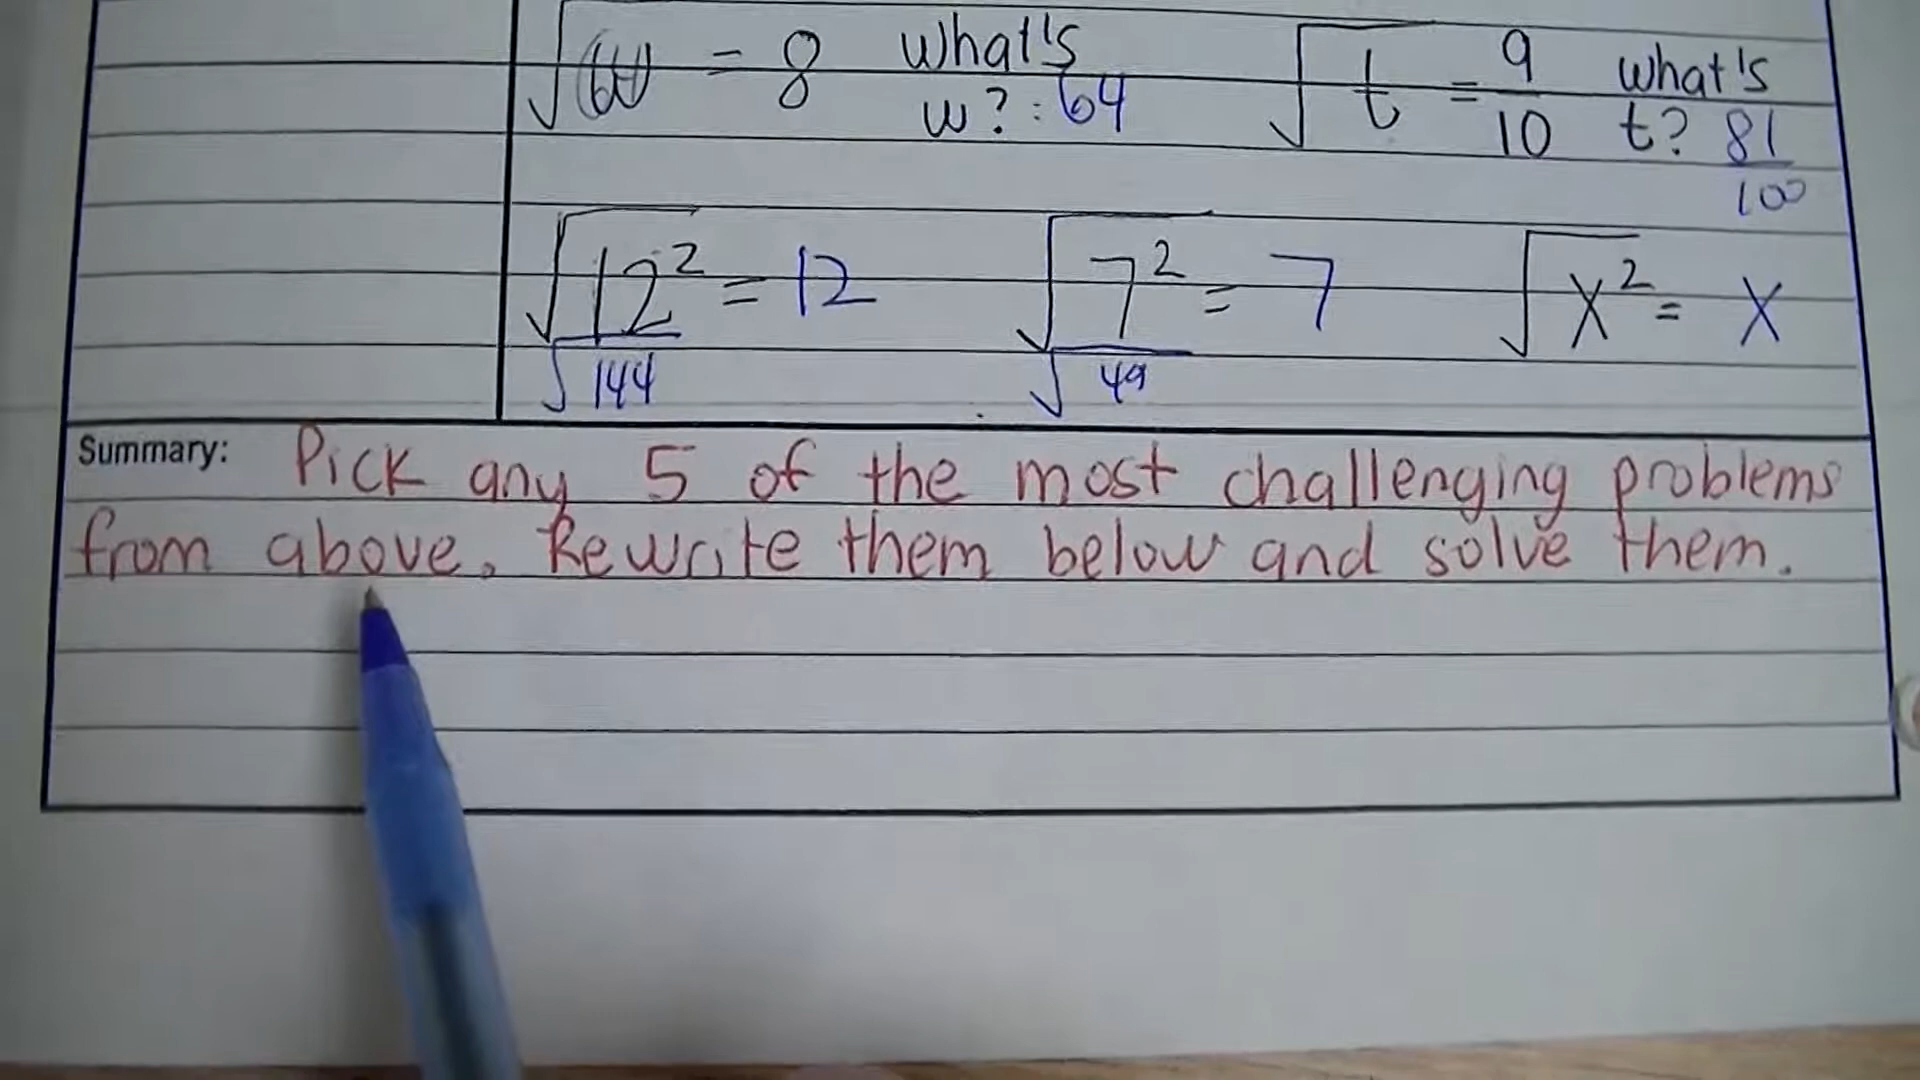 √w = 8 what's
w? : 64
√t = 9/10 what's
t? 81/100
√12² = 12
√144
√7² = 7
√49
√x² = x
Summary: Pick any 5 of the most challenging problems
from above. Rewrite them below and solve them.